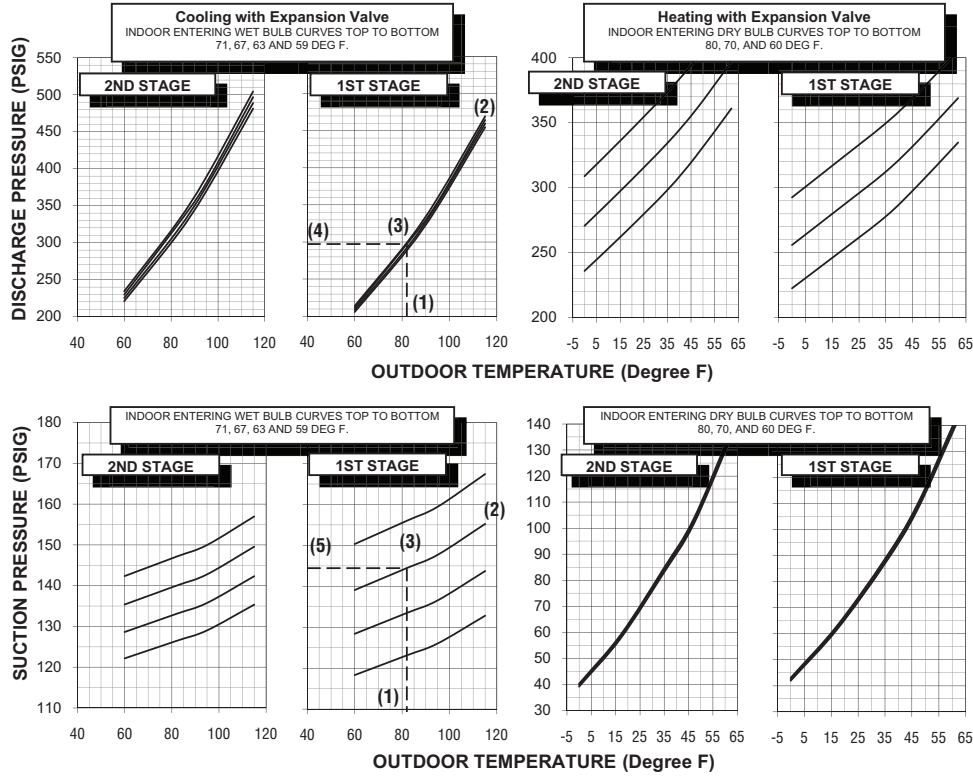 Cooling with Expansion Valve
INDOOR ENTERING WET BULB CURVES TOP TO BOTTOM
71, 67, 63 AND 59 DEG F.
2ND STAGE
1ST STAGE
DISCHARGE PRESSURE (PSIG)
550
500
450
400
350
300
250
200
(2)
(3)
(4)
(1)
40 60 80 100 120
40 60 80 100 120
Heating with Expansion Valve
INDOOR ENTERING DRY BULB CURVES TOP TO BOTTOM
80, 70, AND 60 DEG F.
2ND STAGE
1ST STAGE
400
350
300
250
200
-5 5 15 25 35 45 55 65
-5 5 15 25 35 45 55 65
OUTDOOR TEMPERATURE (Degree F)
INDOOR ENTERING WET BULB CURVES TOP TO BOTTOM
71, 67, 63 AND 59 DEG F.
2ND STAGE
1ST STAGE
SUCTION PRESSURE (PSIG)
180
170
160
150
140
130
120
110
(2)
(3)
(5)
(1)
40 60 80 100 120
40 60 80 100 120
INDOOR ENTERING DRY BULB CURVES TOP TO BOTTOM
80, 70, AND 60 DEG F.
2ND STAGE
1ST STAGE
140
130
120
110
100
90
80
70
60
50
40
30
-5 5 15 25 35 45 55 65
-5 5 15 25 35 45 55 65
OUTDOOR TEMPERATURE (Degree F)